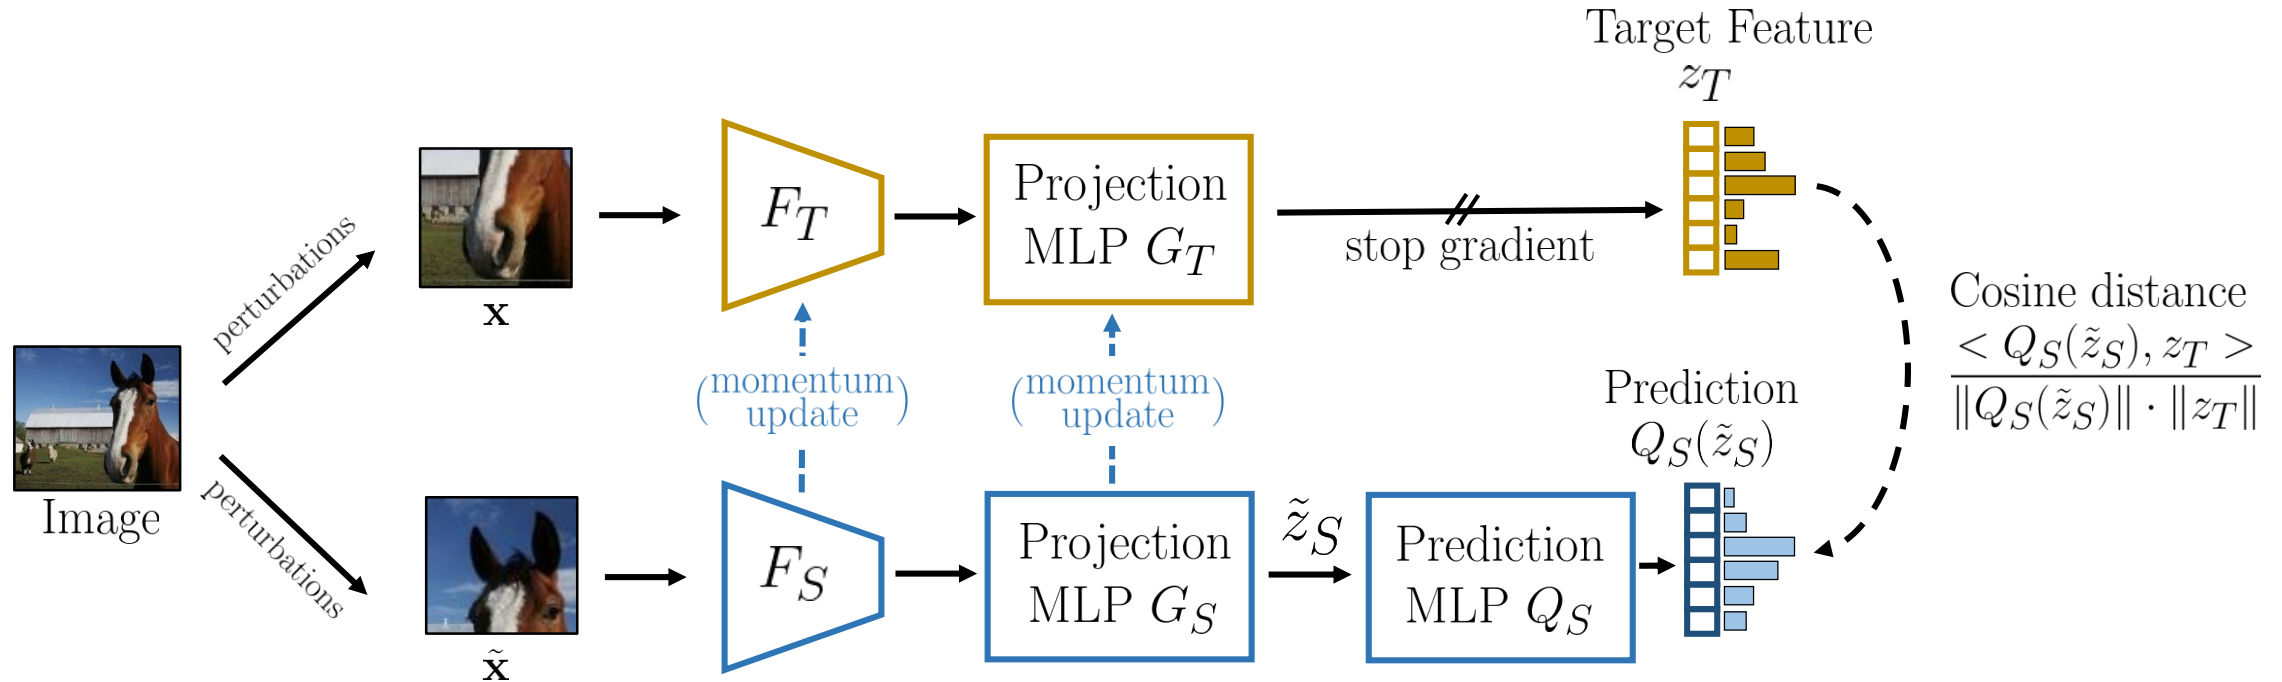 Target Feature
z_T
Projection
MLP G_T
F_T
stop gradient
perturbations
x
Cosine distance
< Q_S(z̃_S), z_T >
‖Q_S(z̃_S)‖ · ‖z_T‖
(momentum update)
(momentum update)
Prediction
Q_S(z̃_S)
Image
perturbations
x̃
F_S
Projection
MLP G_S
z̃_S
Prediction
MLP Q_S